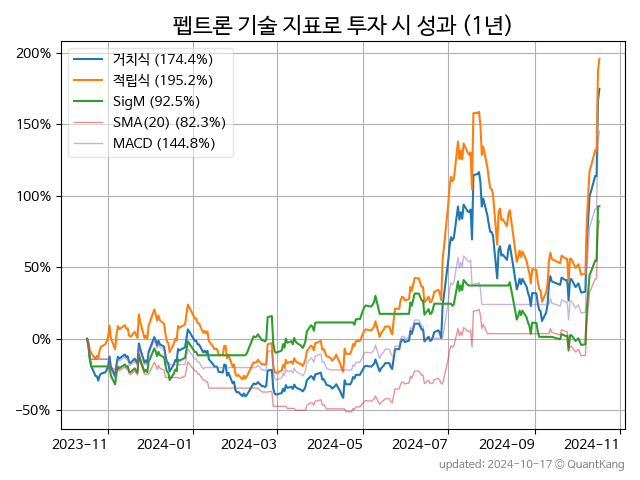 펩트론 기술 지표로 투자 시 성과 (1년)
200%
150%
100%
50%
0%
−50%
거치식 (174.4%)
적립식 (195.2%)
SigM (92.5%)
SMA(20) (82.3%)
MACD (144.8%)
2023-11 2024-01 2024-03 2024-05 2024-07 2024-09 2024-11
updated: 2024-10-17 © QuantKang